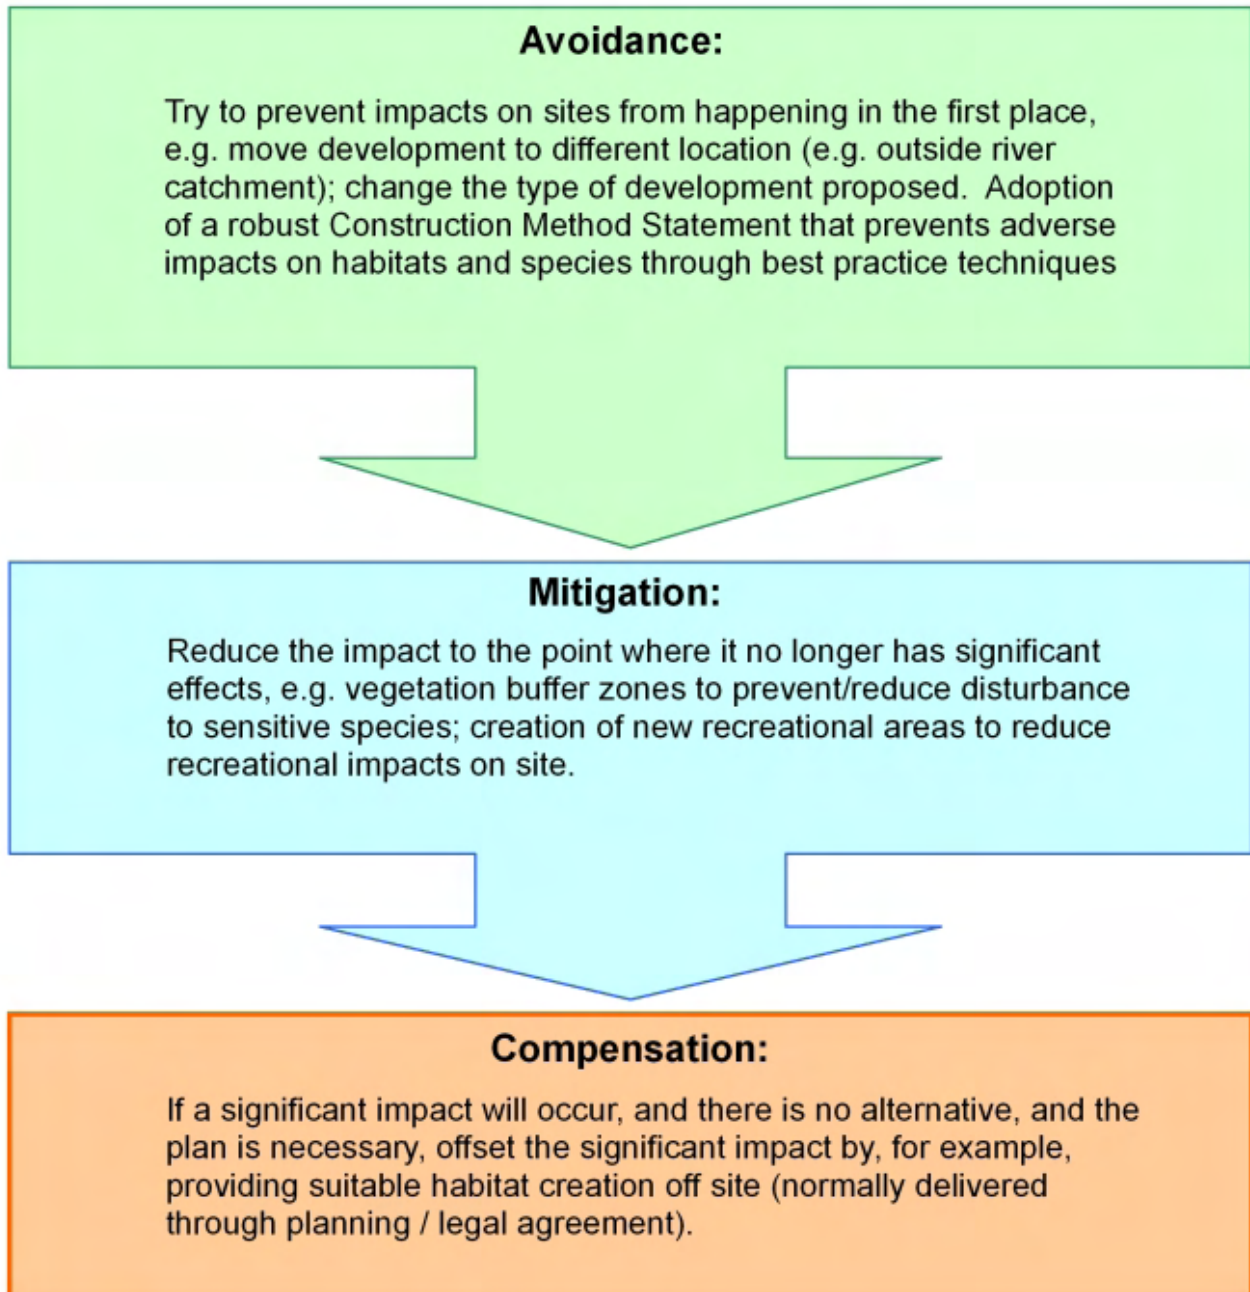 Avoidance:
Try to prevent impacts on sites from happening in the first place,
e.g. move development to different location (e.g. outside river
catchment); change the type of development proposed.  Adoption
of a robust Construction Method Statement that prevents adverse
impacts on habitats and species through best practice techniques
Mitigation:
Reduce the impact to the point where it no longer has significant
effects, e.g. vegetation buffer zones to prevent/reduce disturbance
to sensitive species; creation of new recreational areas to reduce
recreational impacts on site.
Compensation:
If a significant impact will occur, and there is no alternative, and the
plan is necessary, offset the significant impact by, for example,
providing suitable habitat creation off site (normally delivered
through planning / legal agreement).